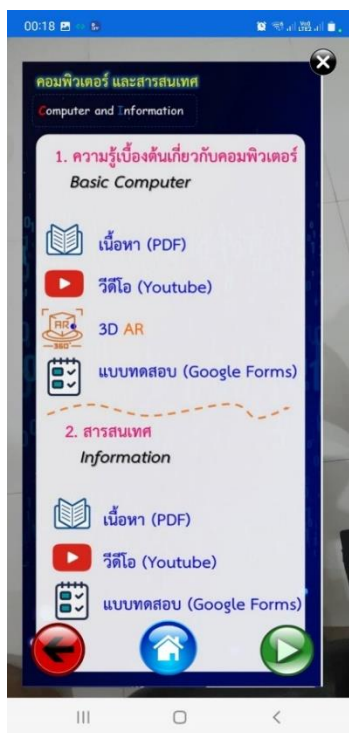 00:18
คอมพิวเตอร์ และสารสนเทศ
Computer and Information
1. ความรู้เบื้องต้นเกี่ยวกับคอมพิวเตอร์
Basic Computer
เนื้อหา (PDF)
วีดีโอ (Youtube)
AR
360°
3D AR
แบบทดสอบ (Google Forms)
2. สารสนเทศ
Information
เนื้อหา (PDF)
วีดีโอ (Youtube)
แบบทดสอบ (Google Forms)